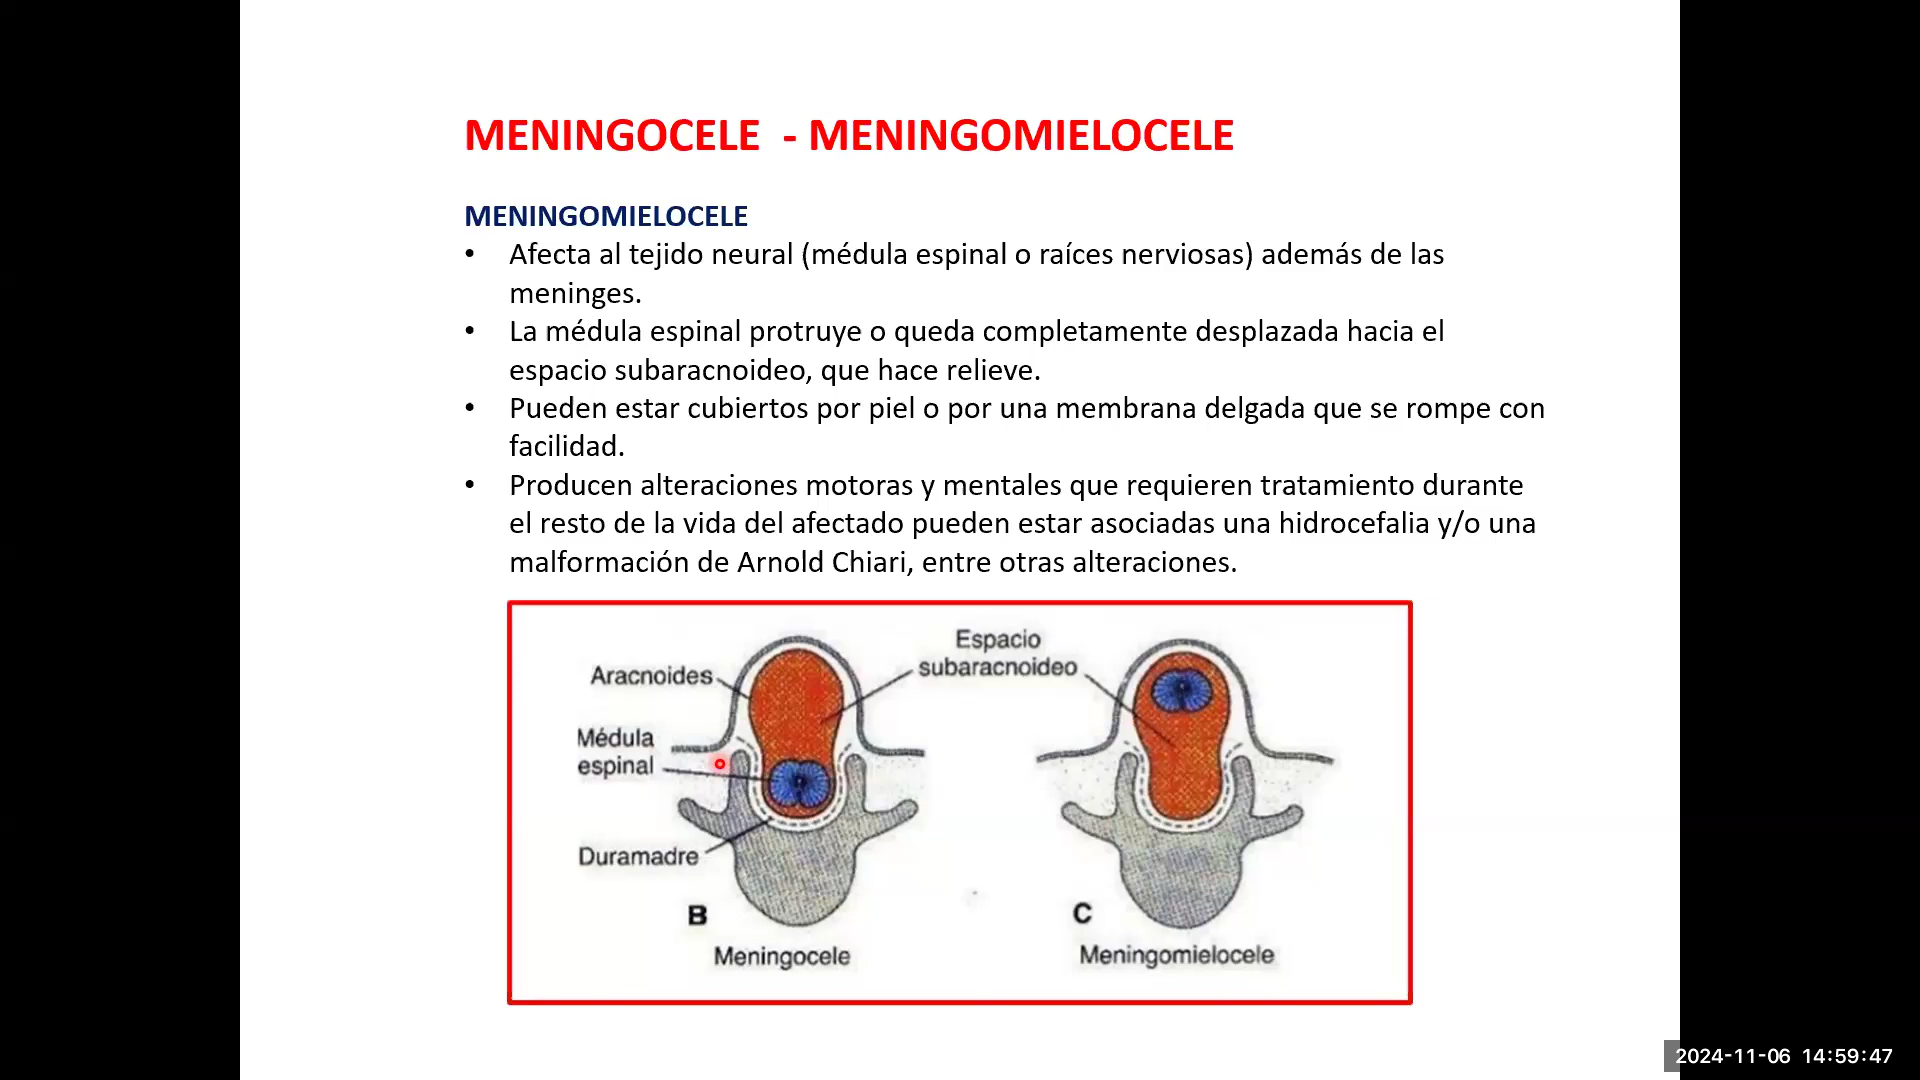 MENINGOCELE - MENINGOMIELOCELE
MENINGOMIELOCELE
• Afecta al tejido neural (médula espinal o raíces nerviosas) además de las
meninges.
• La médula espinal protruye o queda completamente desplazada hacia el
espacio subaracnoideo, que hace relieve.
• Pueden estar cubiertos por piel o por una membrana delgada que se rompe con
facilidad.
• Producen alteraciones motoras y mentales que requieren tratamiento durante
el resto de la vida del afectado pueden estar asociadas una hidrocefalia y/o una
malformación de Arnold Chiari, entre otras alteraciones.
Espacio
subaracnoideo
Aracnoides
Médula
espinal
Duramadre
B
Meningocele
C
Meningomielocele
2024-11-06 14:59:47